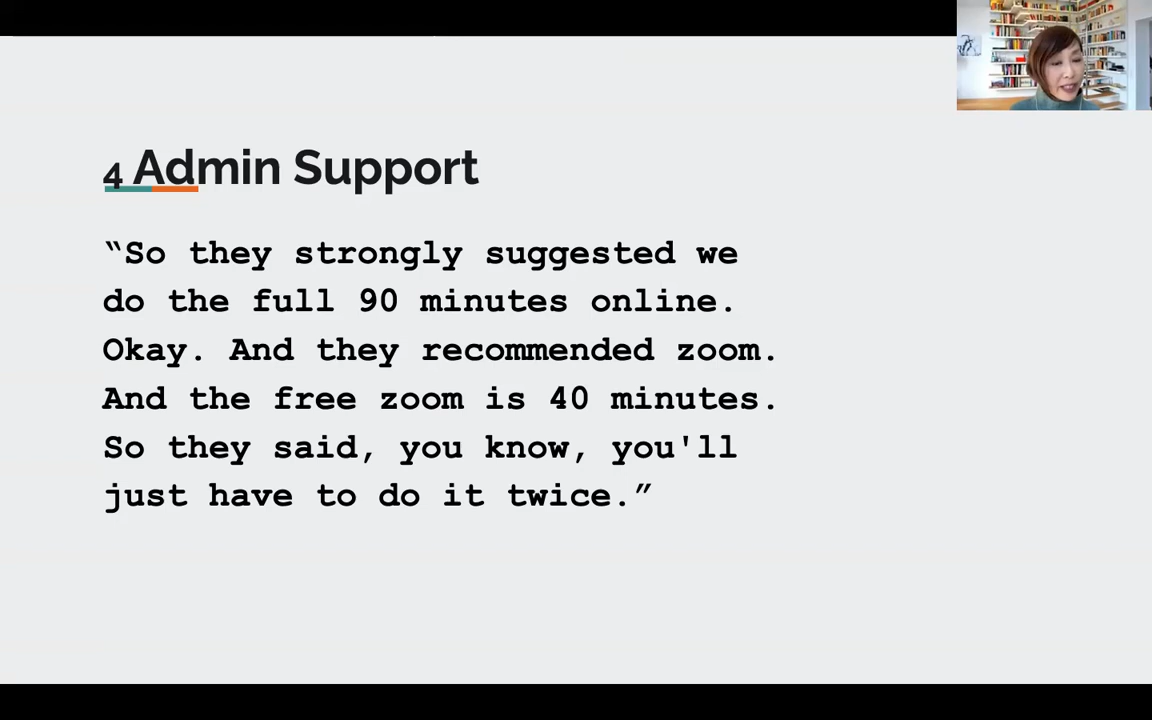 4 Admin Support
“So they strongly suggested we
do the full 90 minutes online.
Okay. And they recommended zoom.
And the free zoom is 40 minutes.
So they said, you know, you'll
just have to do it twice.”